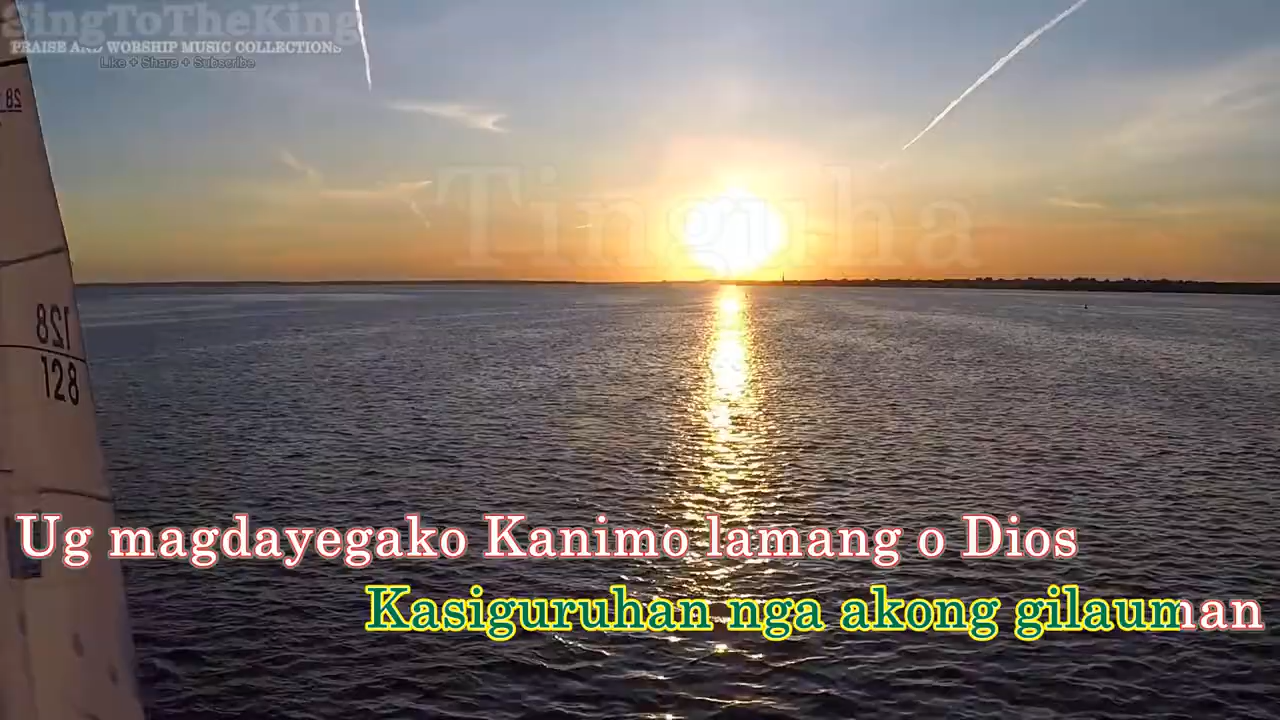 SingToTheKing
PRAISE AND WORSHIP MUSIC COLLECTIONS
Like + Share + Subscribe
28
Tinguha
128
128
Ug magdayegako Kanimo lamang o Dios
Kasiguruhan nga akong gilauman